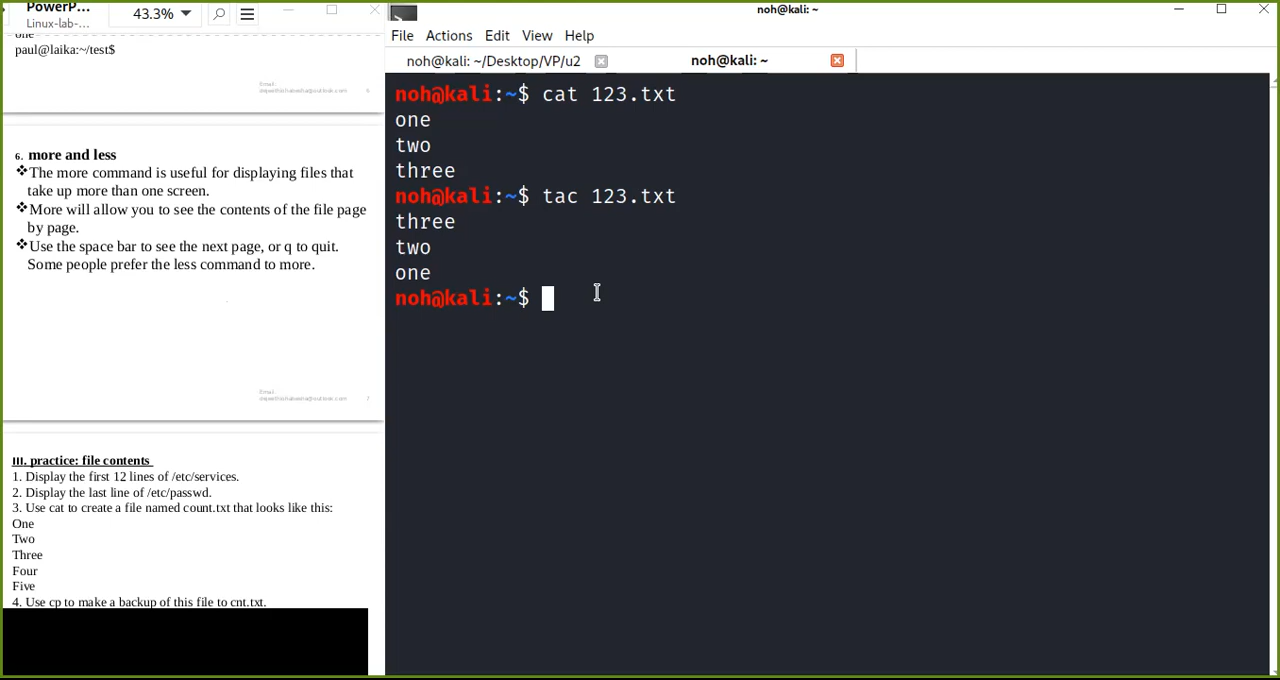 PowerP...
Linux-lab-...
43.3%
one
paul@laika:~/test$
Email:
6
6. more and less
❖The more command is useful for displaying files that
take up more than one screen.
❖More will allow you to see the contents of the file page
by page.
❖Use the space bar to see the next page, or q to quit.
Some people prefer the less command to more.
Email:
7
III. practice: file contents
1. Display the first 12 lines of /etc/services.
2. Display the last line of /etc/passwd.
3. Use cat to create a file named count.txt that looks like this:
One
Two
Three
Four
Five
4. Use cp to make a backup of this file to cnt.txt.
noh@kali: ~
File Actions Edit View Help
noh@kali: ~/Desktop/VP/u2
noh@kali: ~
noh@kali:~$ cat 123.txt
one
two
three
noh@kali:~$ tac 123.txt
three
two
one
noh@kali:~$